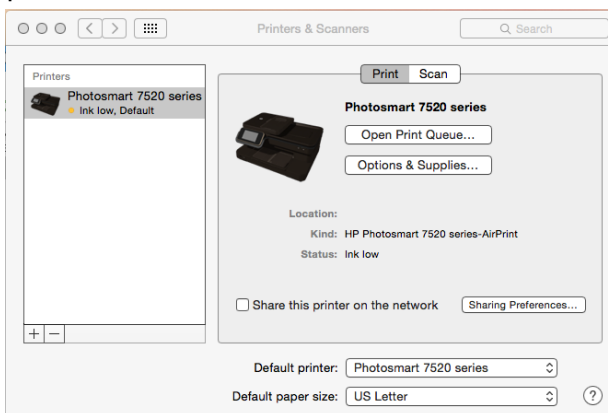 Printers & Scanners
Search
Printers
Photosmart 7520 series
Ink low, Default
Print Scan
Photosmart 7520 series
Open Print Queue...
Options & Supplies...
Location:
Kind: HP Photosmart 7520 series-AirPrint
Status: Ink low
Share this printer on the network Sharing Preferences...
+ −
Default printer: Photosmart 7520 series
Default paper size: US Letter
?